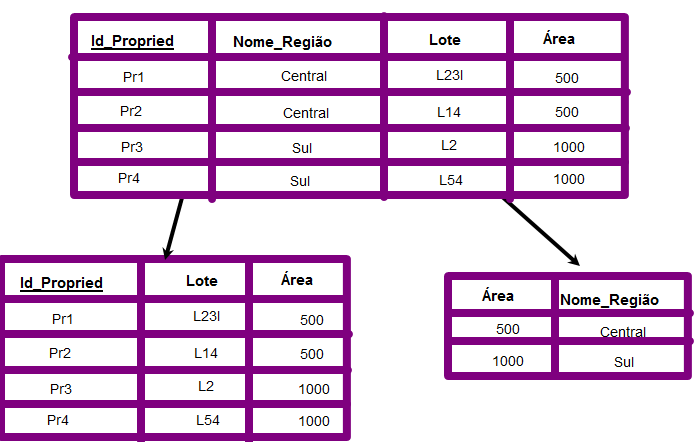 Id_Propried Nome_Região Lote Área
Pr1 Central L23l 500
Pr2 Central L14 500
Pr3 Sul L2 1000
Pr4 Sul L54 1000
Id_Propried Lote Área
Pr1 L23l 500
Pr2 L14 500
Pr3 L2 1000
Pr4 L54 1000
Área Nome_Região
500 Central
1000 Sul